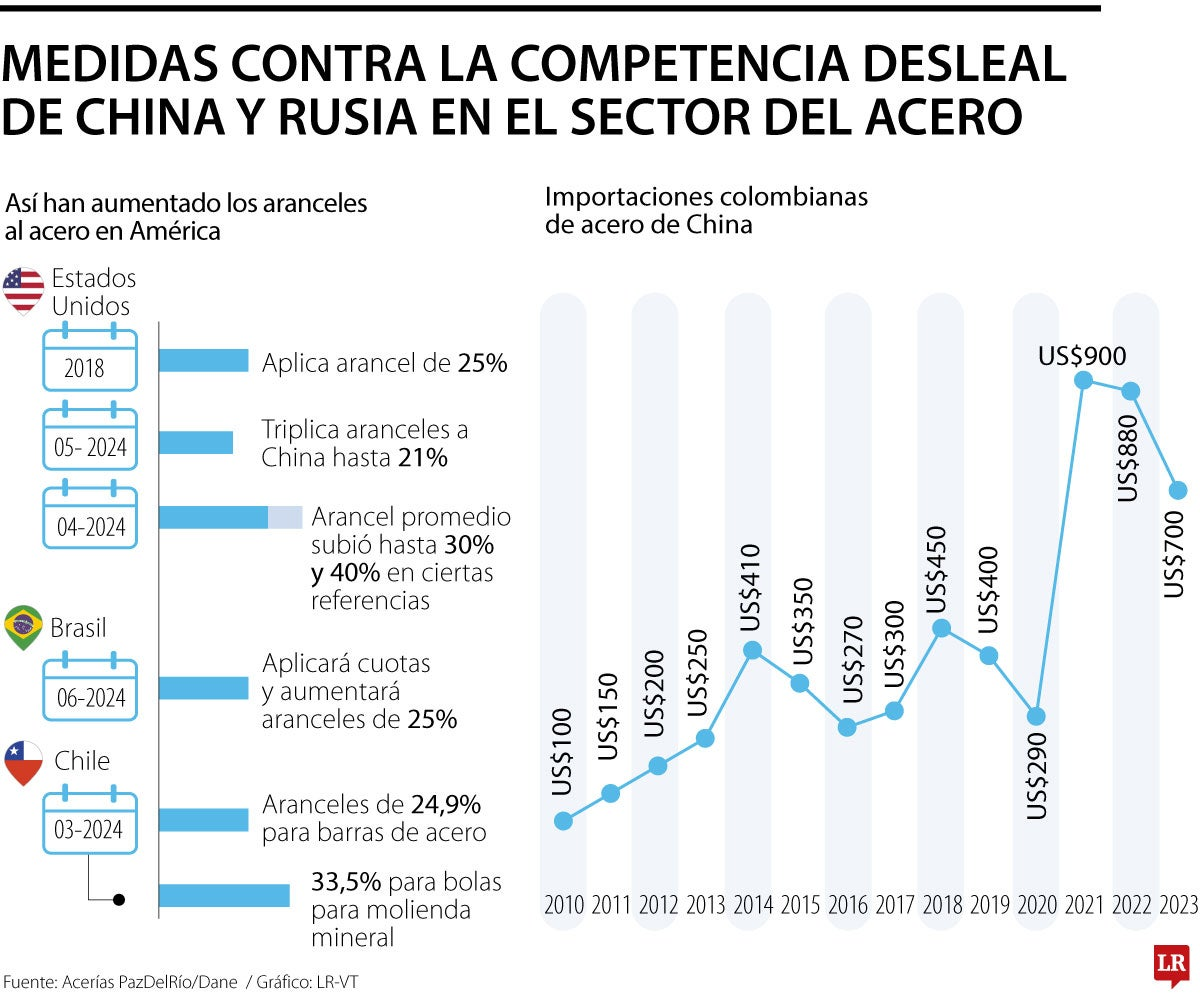 MEDIDAS CONTRA LA COMPETENCIA DESLEAL
DE CHINA Y RUSIA EN EL SECTOR DEL ACERO
Así han aumentado los aranceles
al acero en América
Estados
Unidos
2018
Aplica arancel de 25%
05- 2024
Triplica aranceles a
China hasta 21%
04-2024
Arancel promedio
subió hasta 30%
y 40% en ciertas
referencias
Brasil
06-2024
Aplicará cuotas
y aumentará
aranceles de 25%
Chile
03-2024
Aranceles de 24,9%
para barras de acero
33,5% para bolas
para molienda
mineral
Importaciones colombianas
de acero de China
US$100
US$150
US$200
US$250
US$410
US$350
US$270
US$300
US$450
US$400
US$290
US$900
US$880
US$700
2010 2011 2012 2013 2014 2015 2016 2017 2018 2019 2020 2021 2022 2023
Fuente: Acerías PazDelRío/Dane / Gráfico: LR-VT
LR